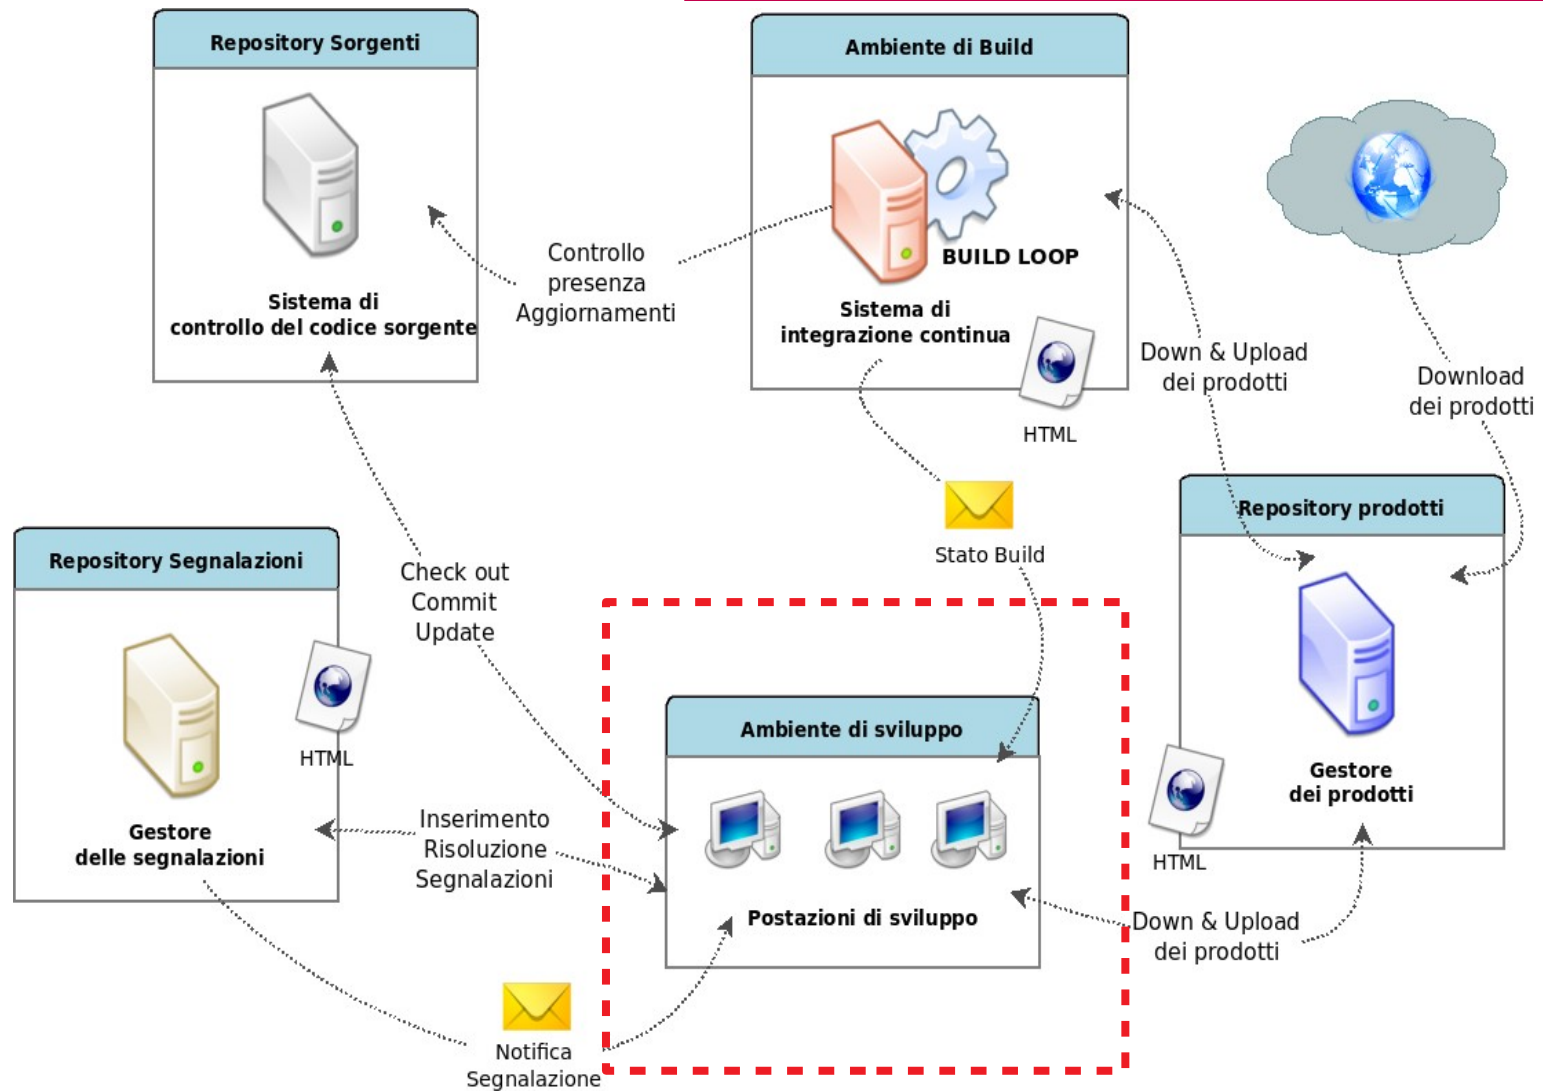 Repository Sorgenti
Sistema di
controllo del codice sorgente
Controllo
presenza
Aggiornamenti
Ambiente di Build
BUILD LOOP
Sistema di
integrazione continua
HTML
Down & Upload
dei prodotti
Download
dei prodotti
Stato Build
Repository prodotti
Gestore
dei prodotti
HTML
Repository Segnalazioni
Gestore
delle segnalazioni
HTML
Check out
Commit
Update
Inserimento
Risoluzione
Segnalazioni
Ambiente di sviluppo
Postazioni di sviluppo
Down & Upload
dei prodotti
Notifica
Segnalazione